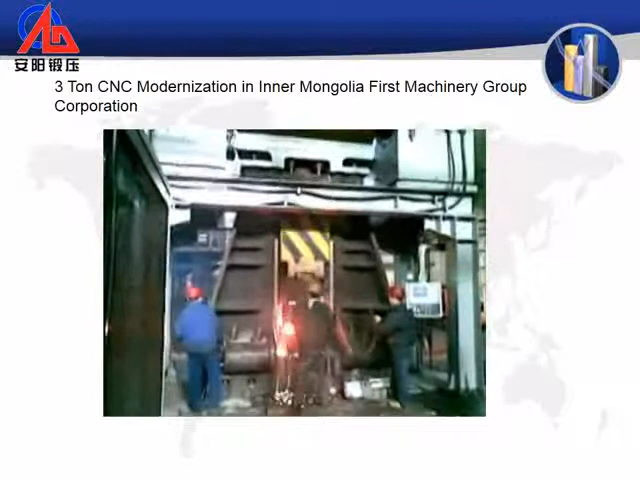 安阳锻压
3 Ton CNC Modernization in Inner Mongolia First Machinery Group
Corporation